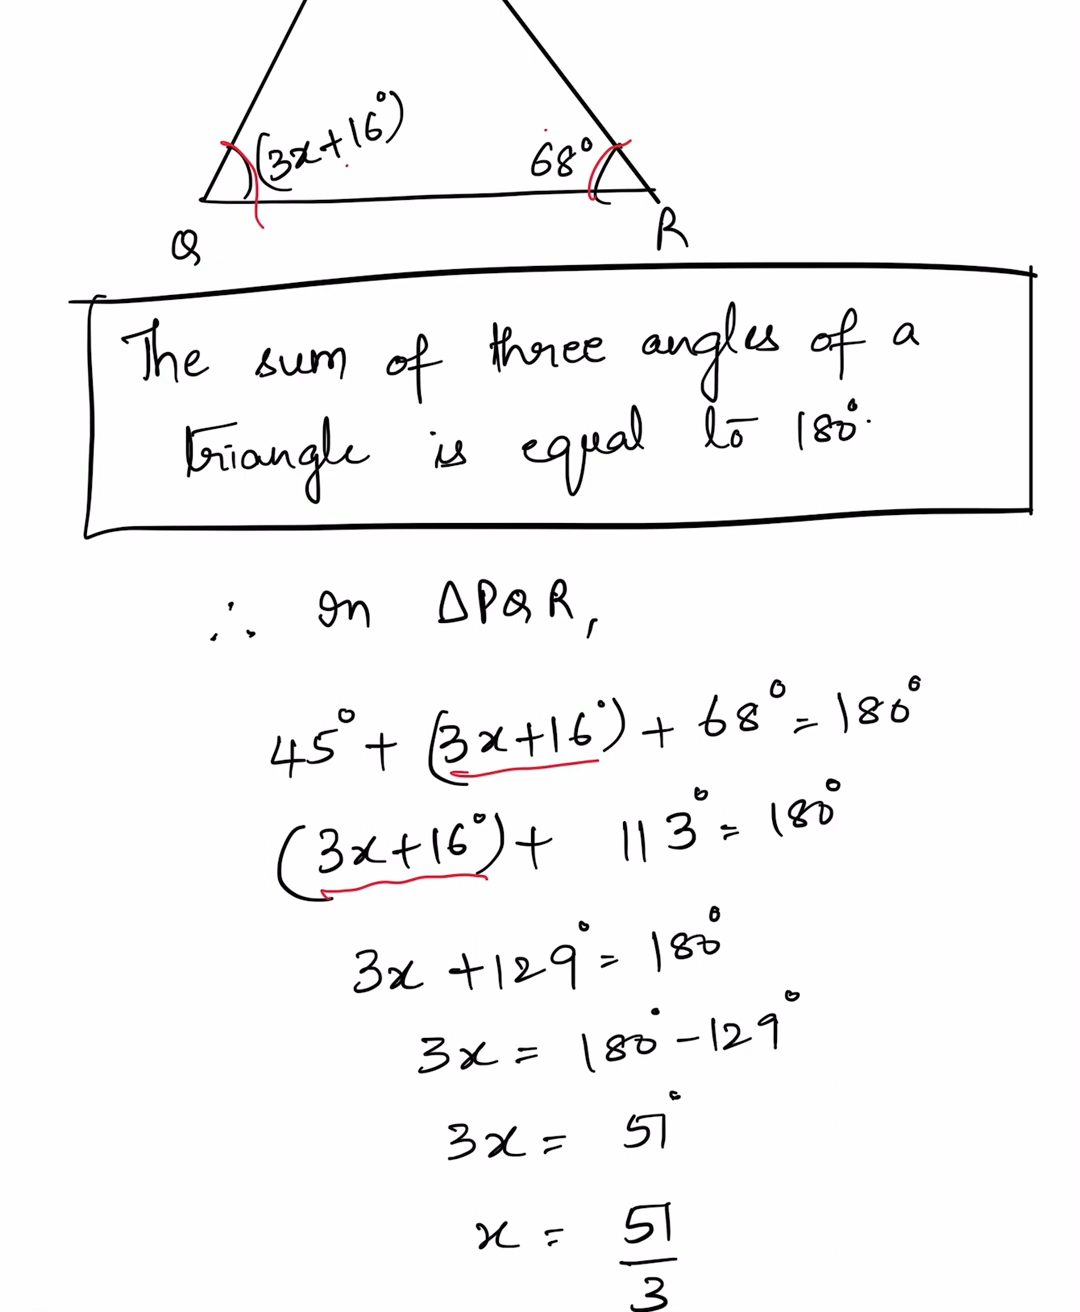 (3x+16°)
68°
Q
R
The sum of three angles of a
triangle is equal to 180°.
∴ In △PQR,
45° + (3x+16°) + 68° = 180°
(3x+16°) + 113° = 180°
3x + 129° = 180°
3x = 180° - 129°
3x = 51°
x = 51/3